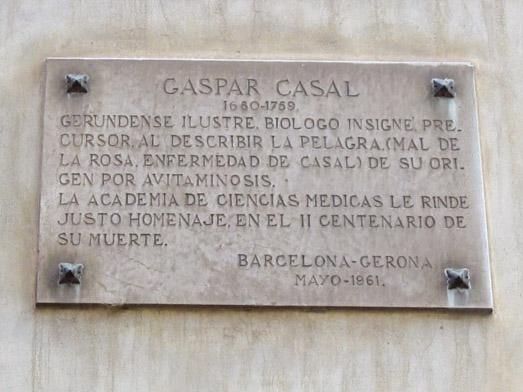 GASPAR CASAL
1680-1759.
GERUNDENSE ILUSTRE. BIOLOGO INSIGNE. PRE-
CURSOR, AL DESCRIBIR LA PELAGRA. (MAL DE
LA ROSA, ENFERMEDAD DE CASAL) DE SU ORI-
GEN POR AVITAMINOSIS.
LA ACADEMIA DE CIENCIAS MEDICAS LE RINDE
JUSTO HOMENAJE, EN EL II CENTENARIO DE
SU MUERTE.
BARCELONA-GERONA
MAYO-1961.